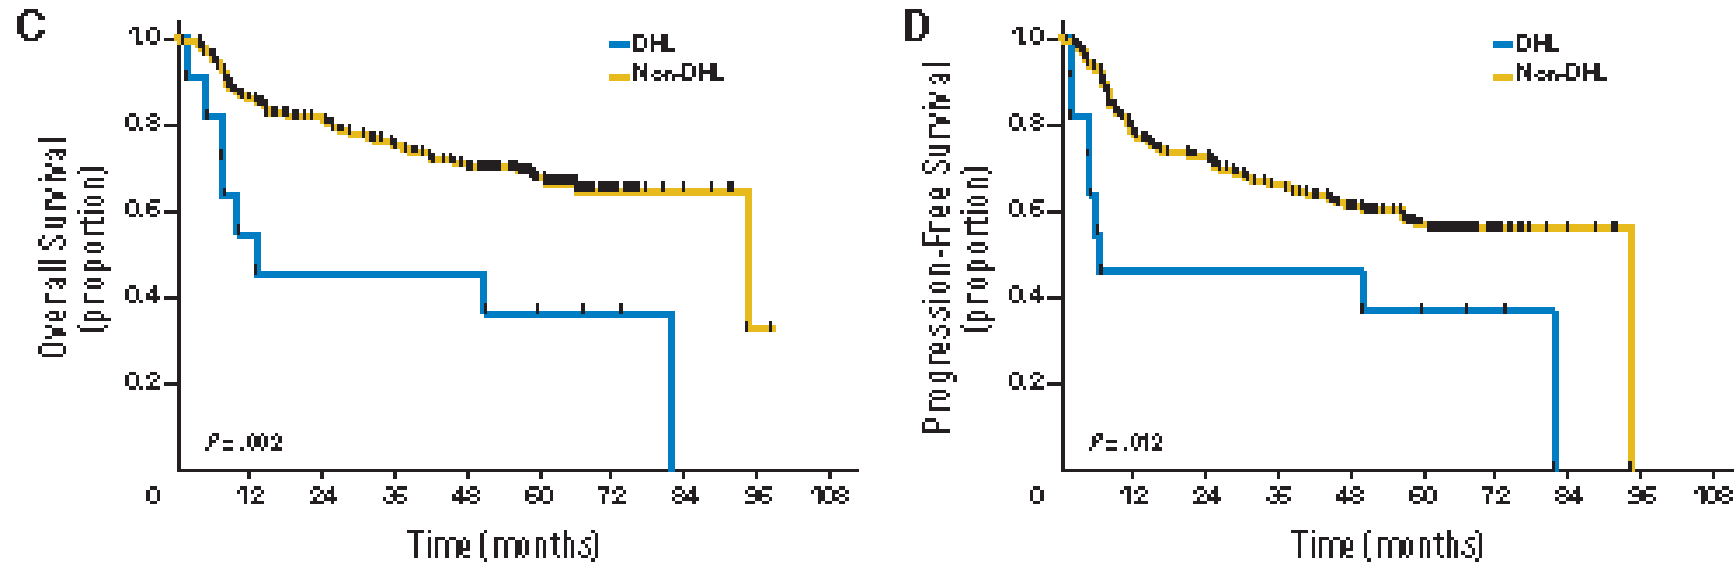 C
1.0
0.8
0.6
0.4
0.2
Overall Survival
(proportion)
DHL
Non-DHL
P = .002
0 12 24 36 48 60 72 84 96 108
Time (months)
D
1.0
0.8
0.6
0.4
0.2
Progression-Free Survival
(proportion)
DHL
Non-DHL
P = .012
0 12 24 36 48 60 72 84 96 108
Time (months)